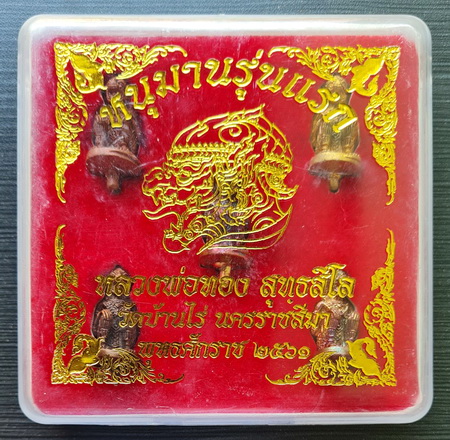 หนุมานรุ่นแรก
หลวงพ่อทอง สุทธสีโล
วัดบ้านไร่ นครราชสีมา
พุทธศักราช ๒๕๖๑